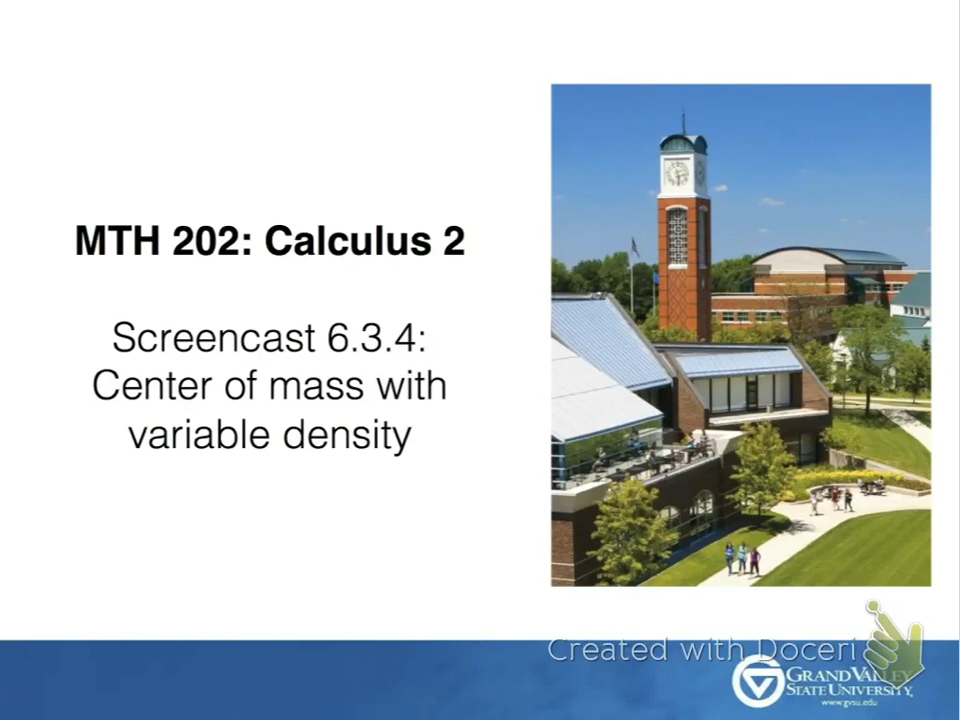 MTH 202: Calculus 2
Screencast 6.3.4:
Center of mass with
variable density
Created with Doceri
GRAND VALLEY
STATE UNIVERSITY
www.gvsu.edu